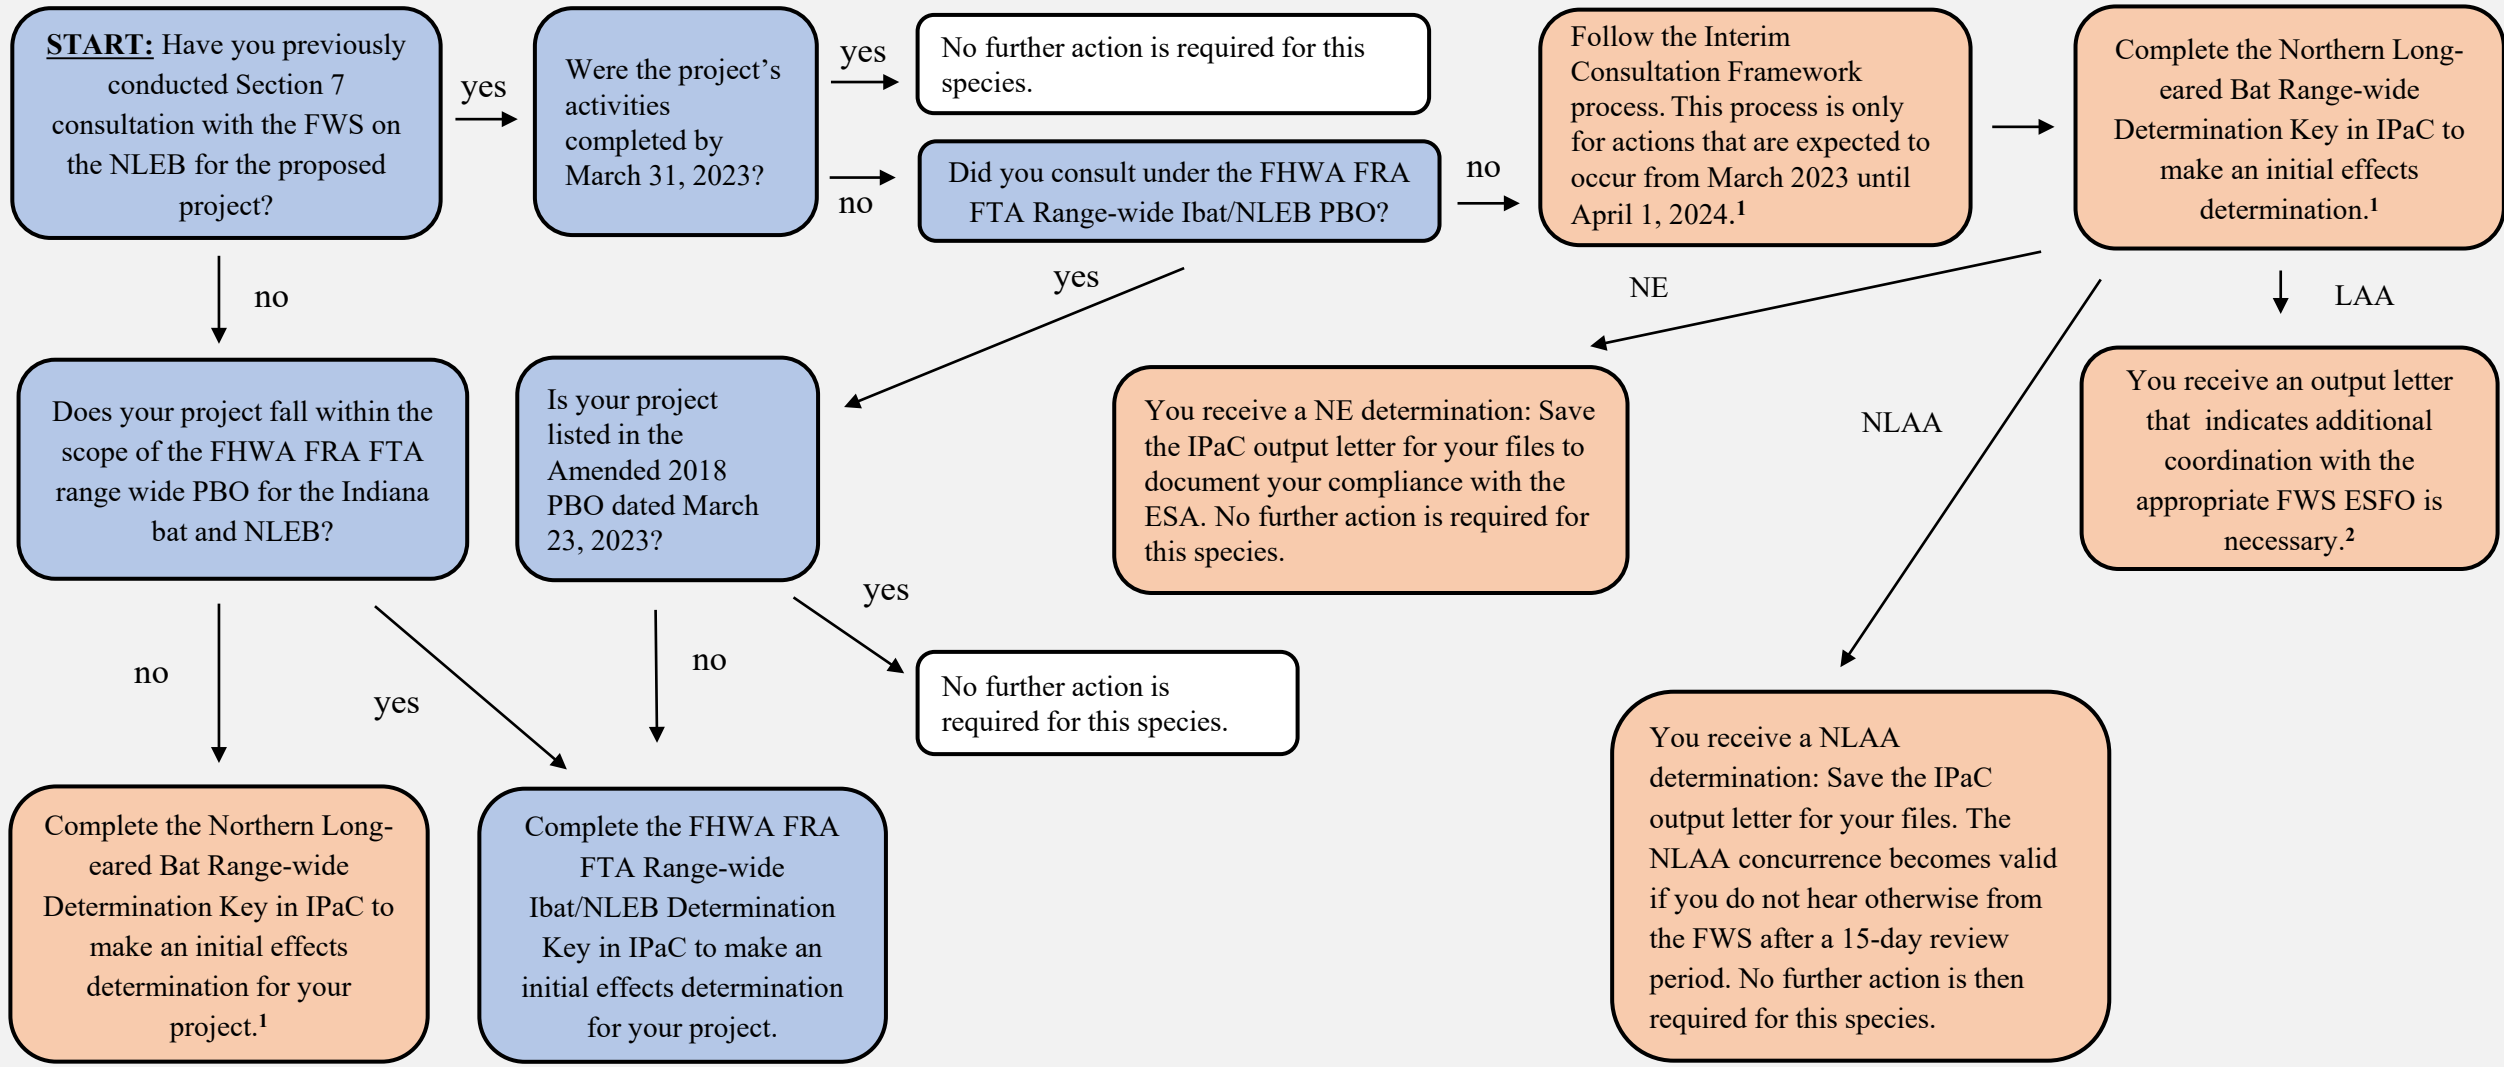 START: Have you previously
conducted Section 7
consultation with the FWS on
the NLEB for the proposed
project?
yes
Were the project's
activities
completed by
March 31, 2023?
yes
No further action is required for this
species.
no
Did you consult under the FHWA FRA
FTA Range-wide Ibat/NLEB PBO?
no
Follow the Interim
Consultation Framework
process. This process is only
for actions that are expected to
occur from March 2023 until
April 1, 2024.1
Complete the Northern Long-
eared Bat Range-wide
Determination Key in IPaC to
make an initial effects
determination.1
no
yes
NE
LAA
NLAA
Does your project fall within the
scope of the FHWA FRA FTA
range wide PBO for the Indiana
bat and NLEB?
Is your project
listed in the
Amended 2018
PBO dated March
23, 2023?
You receive a NE determination: Save
the IPaC output letter for your files to
document your compliance with the
ESA. No further action is required for
this species.
You receive an output letter
that  indicates additional
coordination with the
appropriate FWS ESFO is
necessary.2
no
yes
no
yes
No further action is
required for this species.
Complete the Northern Long-
eared Bat Range-wide
Determination Key in IPaC to
make an initial effects
determination for your
project.1
Complete the FHWA FRA
FTA Range-wide
Ibat/NLEB Determination
Key in IPaC to make an
initial effects determination
for your project.
You receive a NLAA
determination: Save the IPaC
output letter for your files. The
NLAA concurrence becomes valid
if you do not hear otherwise from
the FWS after a 15-day review
period. No further action is then
required for this species.